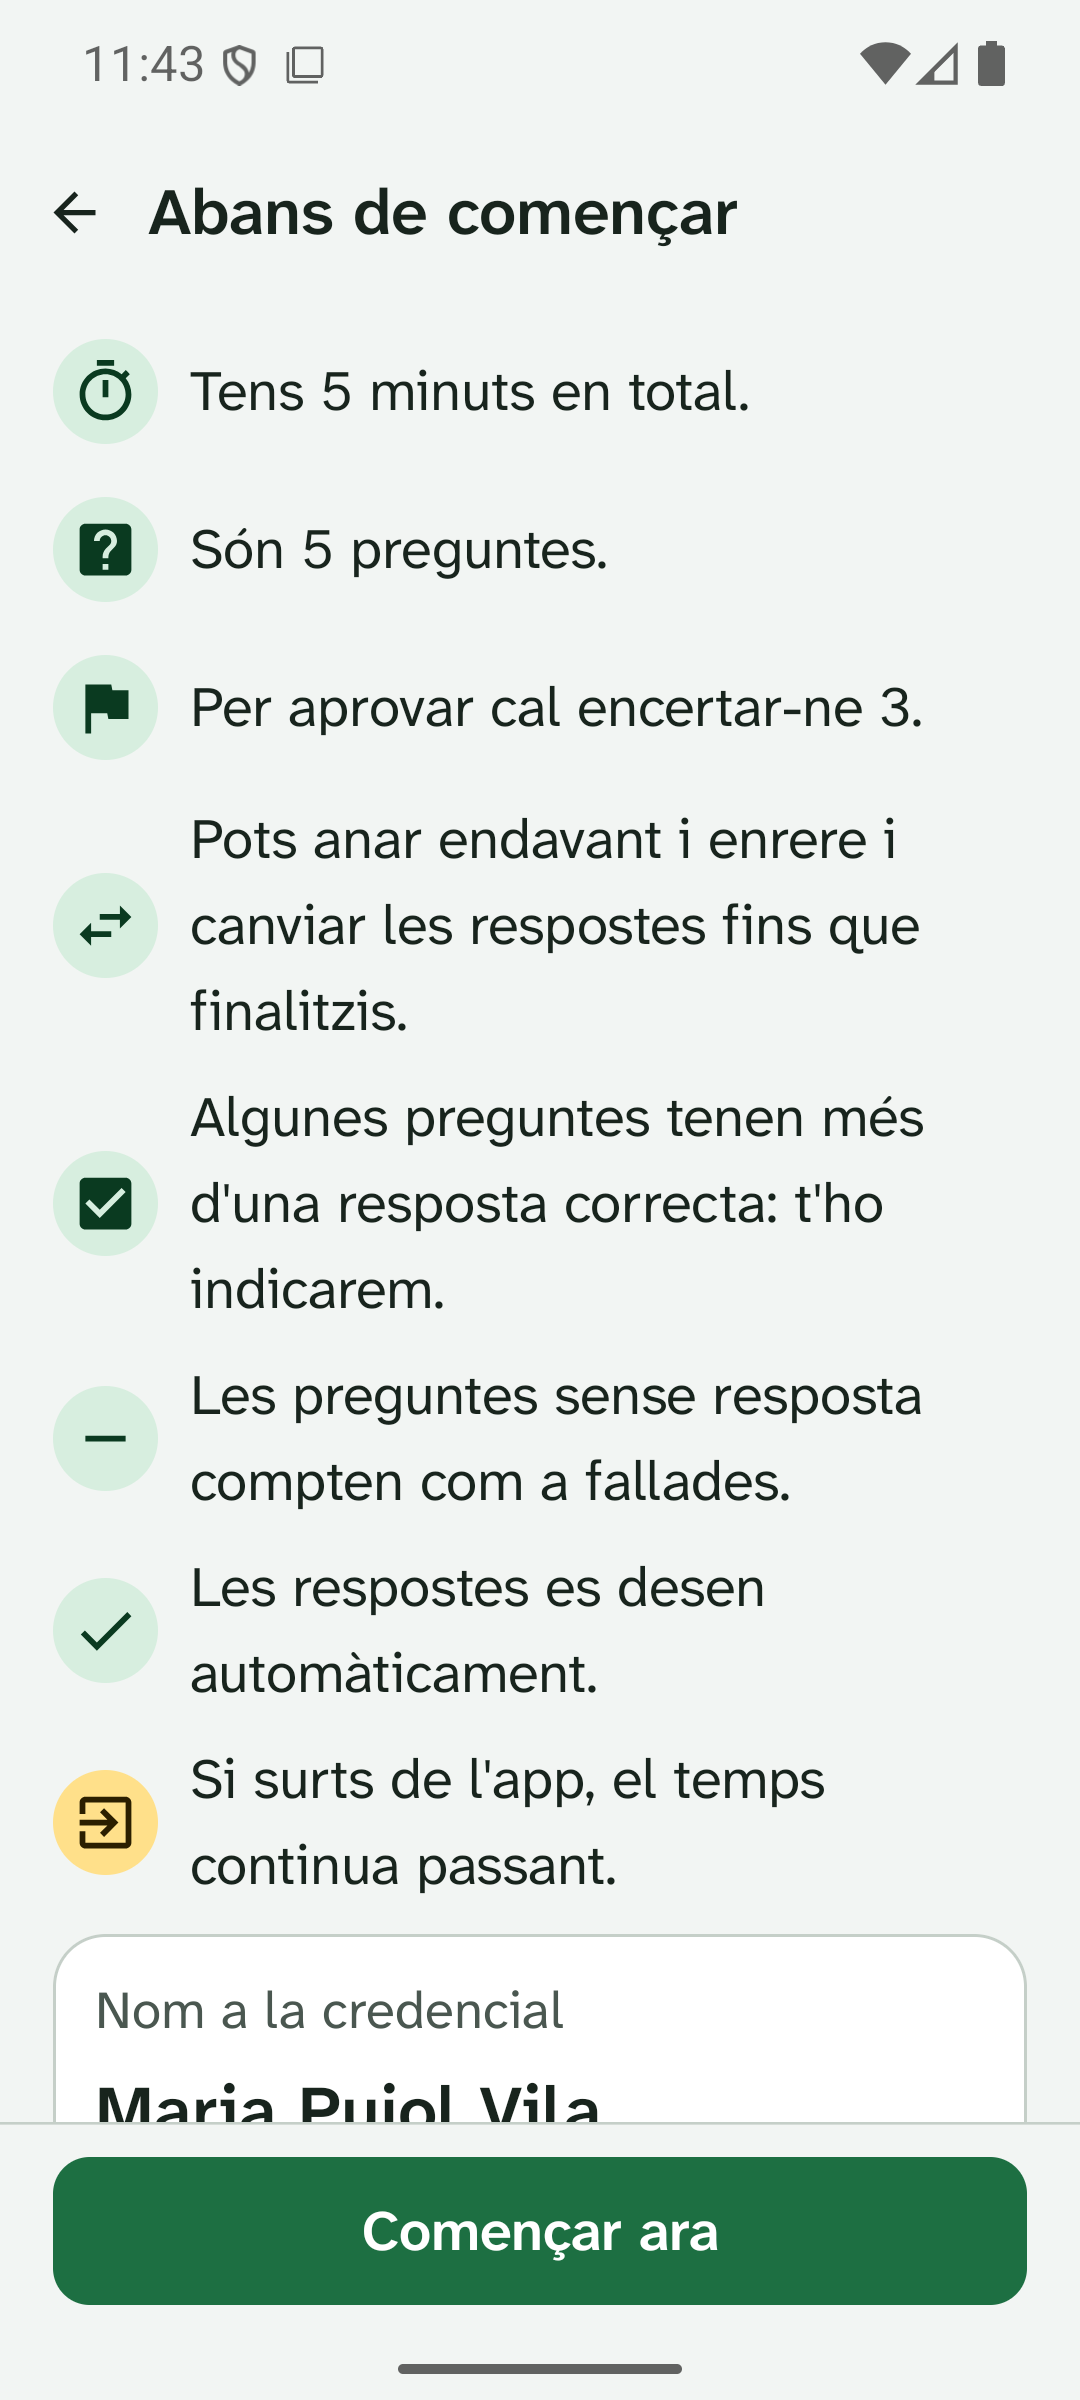 11:43
Abans de començar
Tens 5 minuts en total.
Són 5 preguntes.
Per aprovar cal encertar-ne 3.
Pots anar endavant i enrere i
canviar les respostes fins que
finalitzis.
Algunes preguntes tenen més
d'una resposta correcta: t'ho
indicarem.
Les preguntes sense resposta
compten com a fallades.
Les respostes es desen
automàticament.
Si surts de l'app, el temps
continua passant.
Nom a la credencial
Maria Pujol Vila
Començar ara